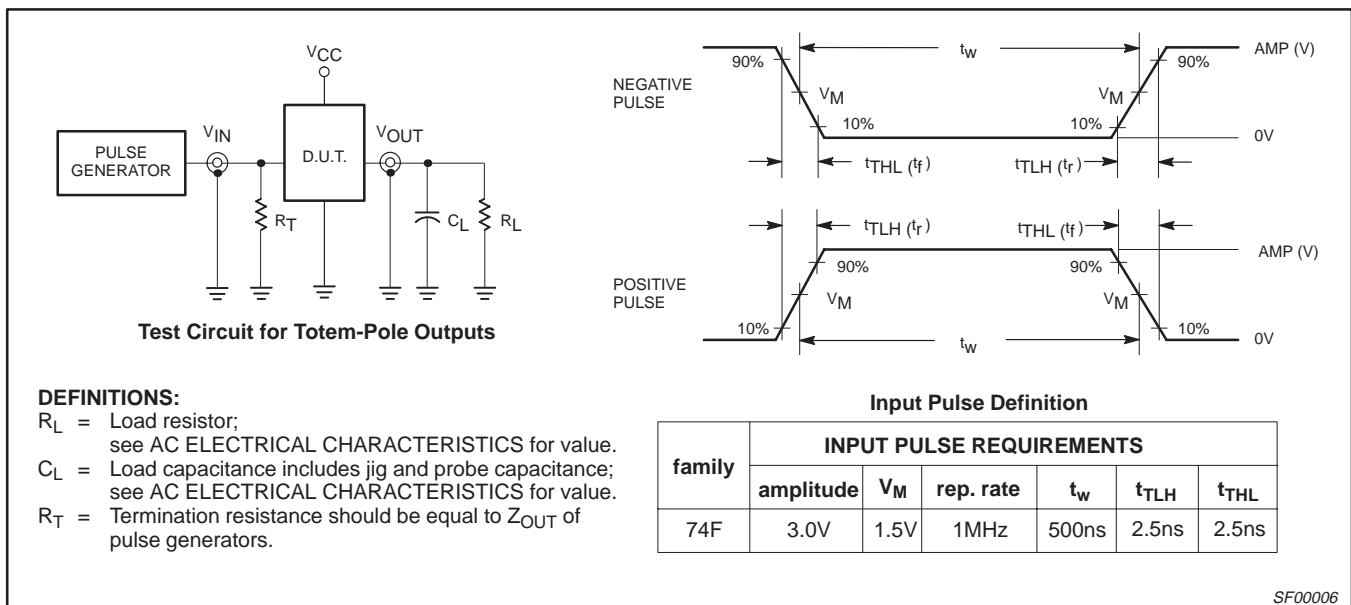 VCC
VIN
VOUT
PULSE
GENERATOR
D.U.T.
RT
CL
RL
Test Circuit for Totem-Pole Outputs
NEGATIVE
PULSE
90%
tw
90%
AMP (V)
VM
VM
10%
10%
0V
tTHL (tf)
tTLH (tr)
tTLH (tr)
tTHL (tf)
AMP (V)
90%
90%
POSITIVE
PULSE
VM
VM
10%
10%
tw
0V
DEFINITIONS:
RL = Load resistor;
see AC ELECTRICAL CHARACTERISTICS for value.
CL = Load capacitance includes jig and probe capacitance;
see AC ELECTRICAL CHARACTERISTICS for value.
RT = Termination resistance should be equal to ZOUT of
pulse generators.
Input Pulse Definition
family
INPUT PULSE REQUIREMENTS
amplitude VM rep. rate tw tTLH tTHL
74F 3.0V 1.5V 1MHz 500ns 2.5ns 2.5ns
SF00006